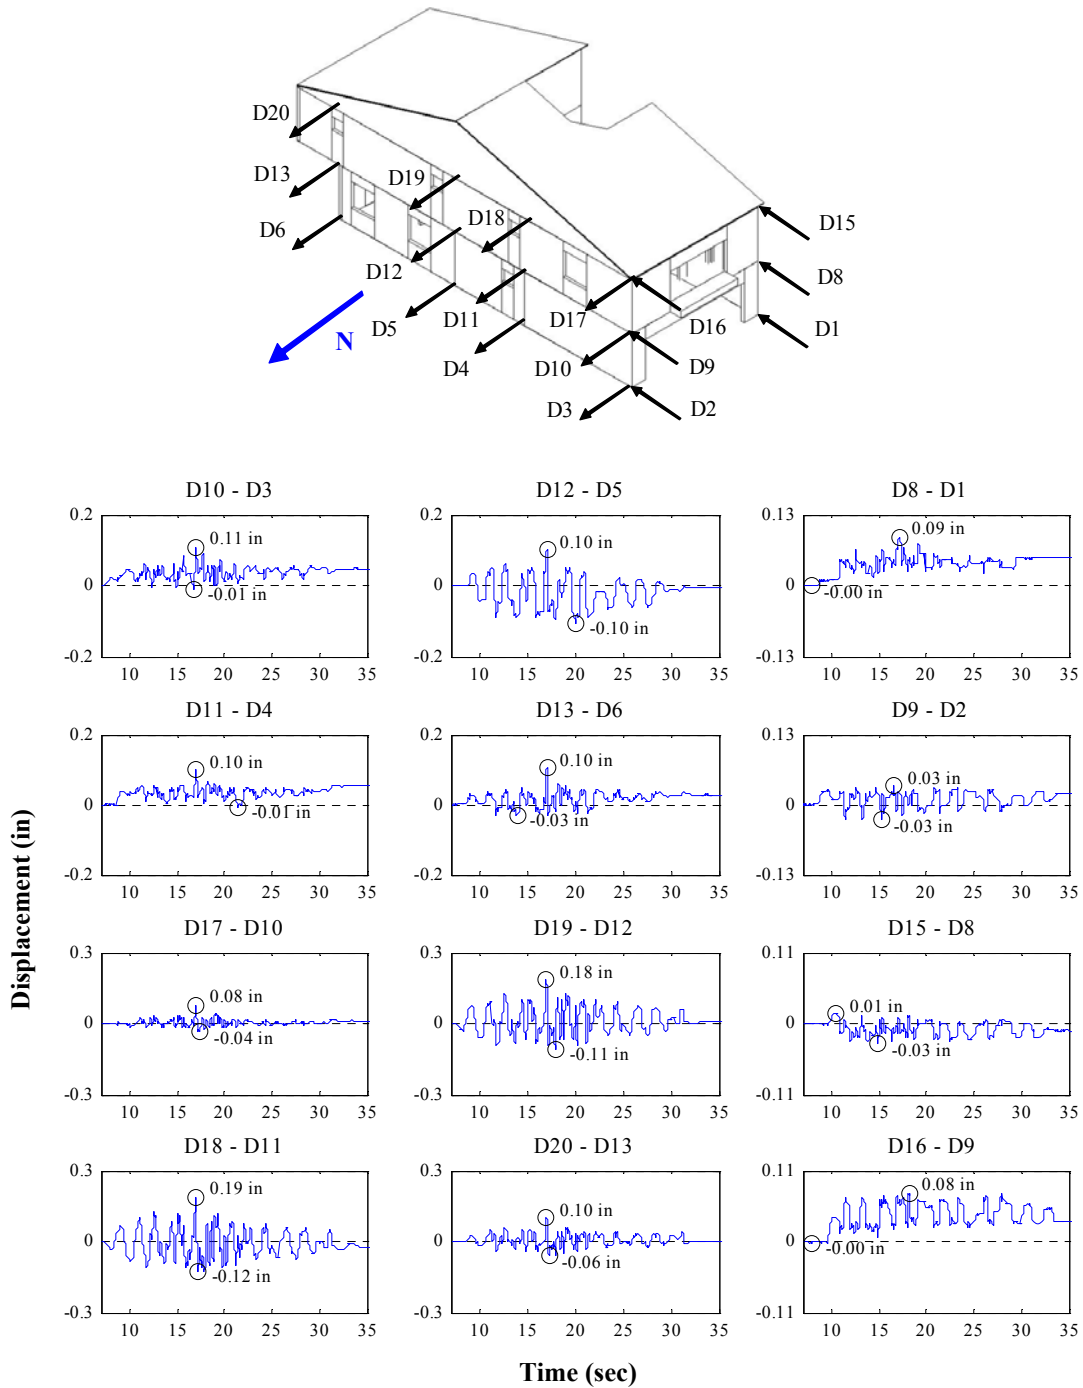 D20
D13
D6
D19
D18
D12
D5
D11
D4
D17
D10
D3
D15
D8
D1
D16
D9
D2
N
Displacement (in)
D10 - D3
0.2
0
-0.2
0.11 in
-0.01 in
10 15 20 25 30 35
D12 - D5
0.2
0
-0.2
0.10 in
-0.10 in
10 15 20 25 30 35
D8 - D1
0.13
0
-0.13
0.09 in
-0.00 in
10 15 20 25 30 35
D11 - D4
0.2
0
-0.2
0.10 in
-0.01 in
10 15 20 25 30 35
D13 - D6
0.2
0
-0.2
0.10 in
-0.03 in
10 15 20 25 30 35
D9 - D2
0.13
0
-0.13
0.03 in
-0.03 in
10 15 20 25 30 35
D17 - D10
0.3
0
-0.3
0.08 in
-0.04 in
10 15 20 25 30 35
D19 - D12
0.3
0
-0.3
0.18 in
-0.11 in
10 15 20 25 30 35
D15 - D8
0.11
0
-0.11
0.01 in
-0.03 in
10 15 20 25 30 35
D18 - D11
0.3
0
-0.3
0.19 in
-0.12 in
10 15 20 25 30 35
D20 - D13
0.3
0
-0.3
0.10 in
-0.06 in
10 15 20 25 30 35
D16 - D9
0.11
0
-0.11
0.08 in
-0.00 in
10 15 20 25 30 35
Time (sec)